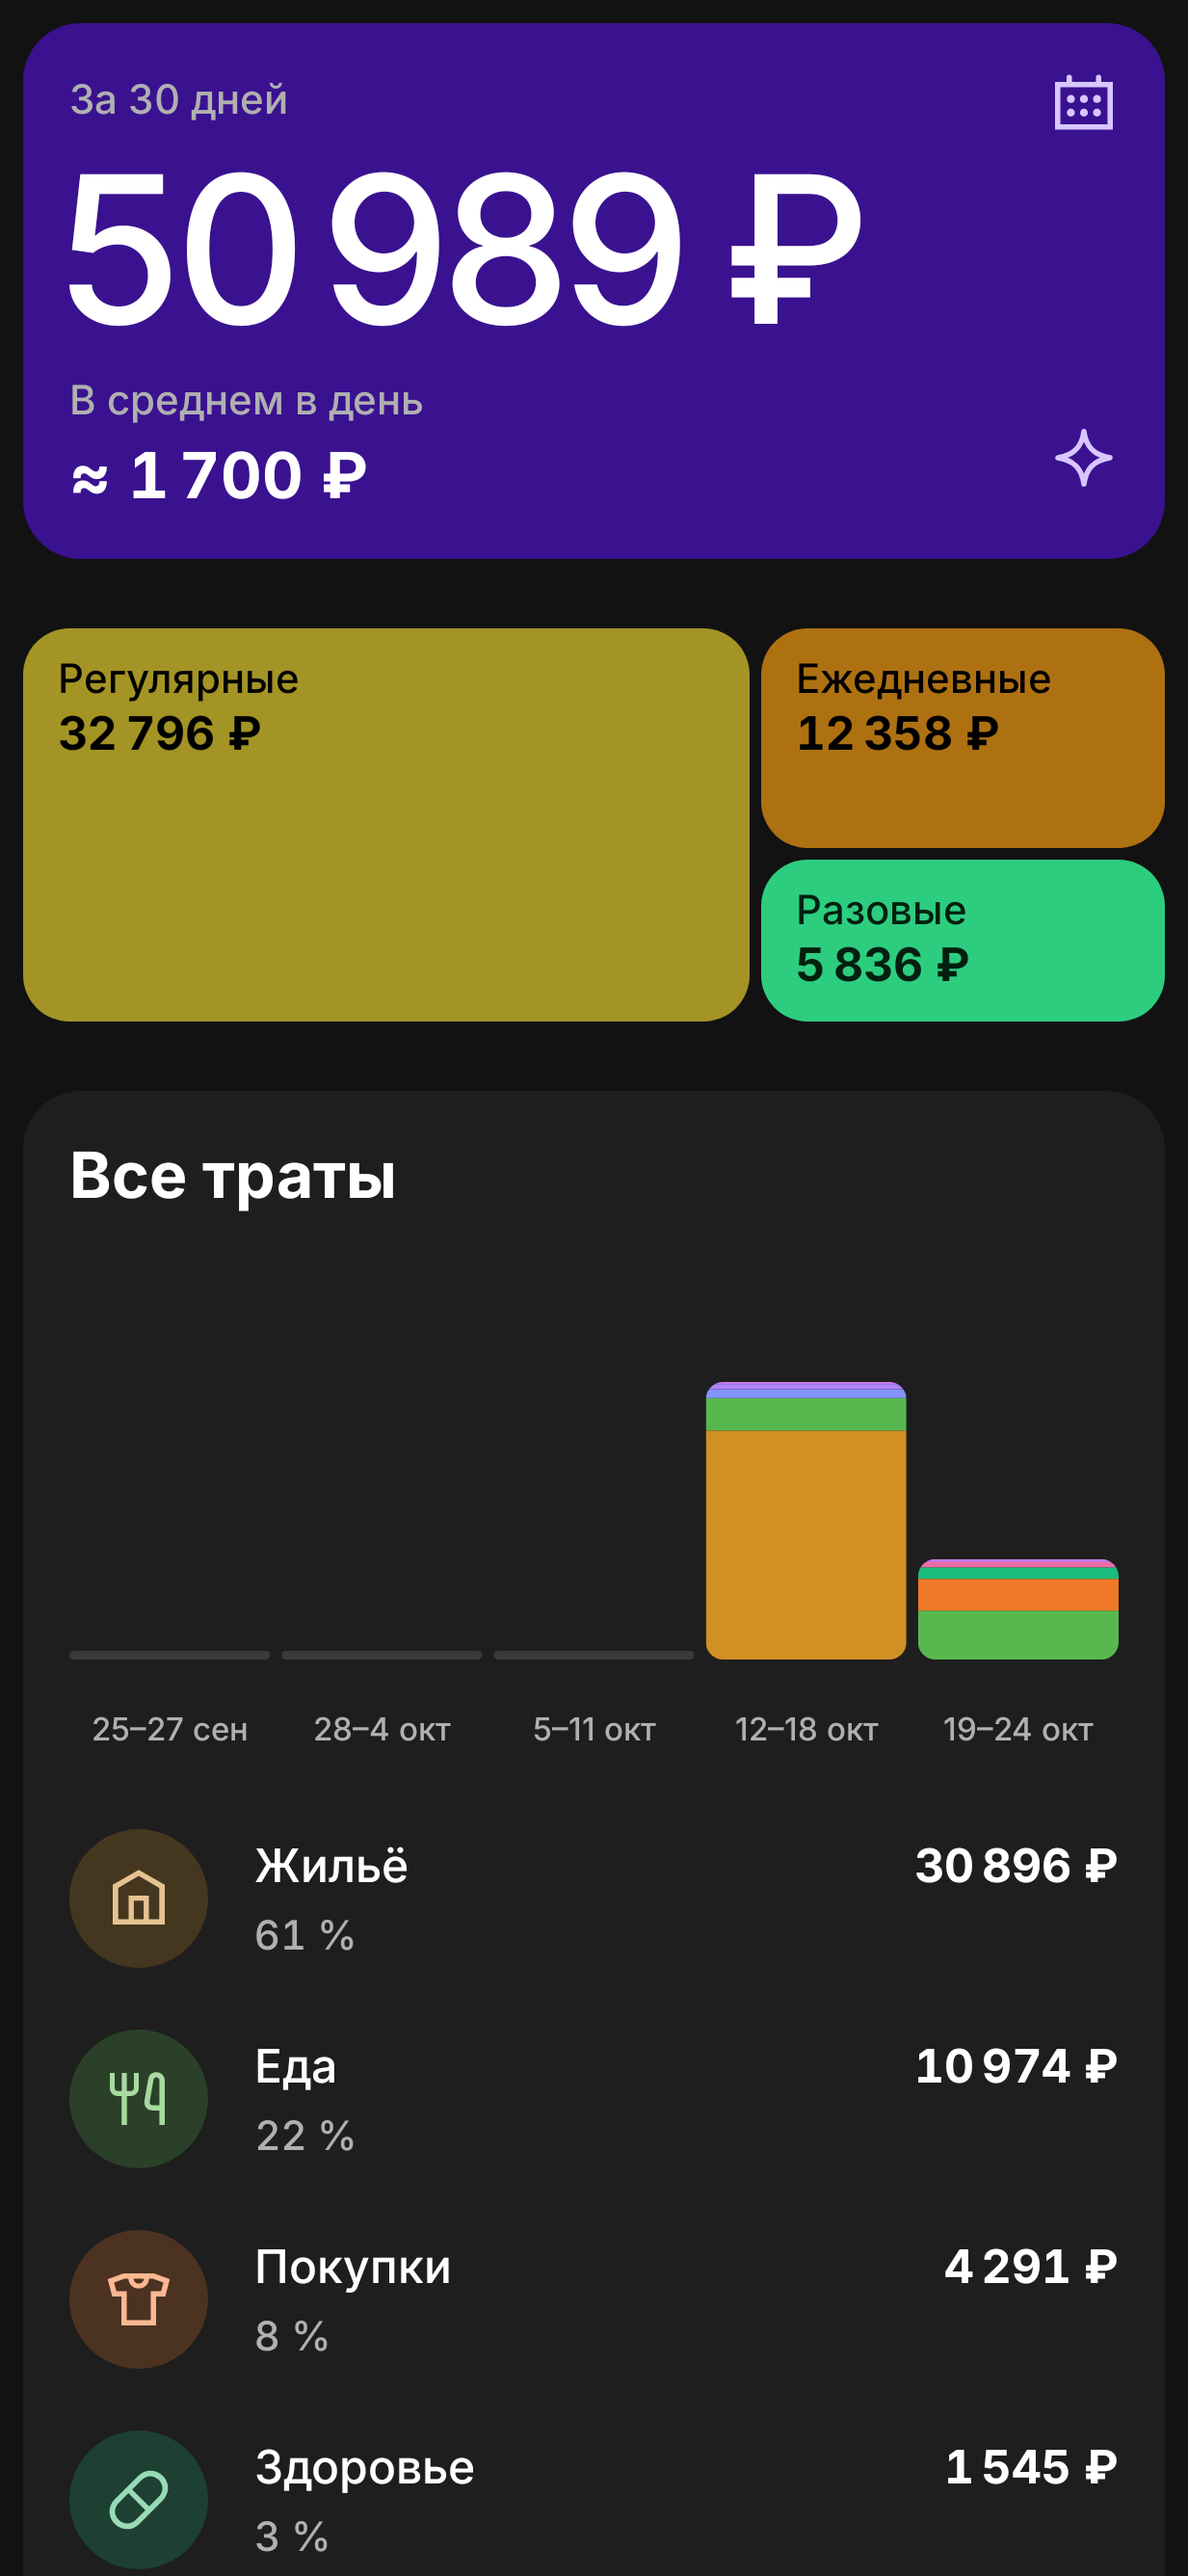 За 30 дней
50 989 ₽
В среднем в день
≈ 1 700 ₽
Регулярные
32 796 ₽
Ежедневные
12 358 ₽
Разовые
5 836 ₽
Все траты
25–27 сен 28–4 окт 5–11 окт 12–18 окт 19–24 окт
Жильё 30 896 ₽
61 %
Еда 10 974 ₽
22 %
Покупки 4 291 ₽
8 %
Здоровье 1 545 ₽
3 %